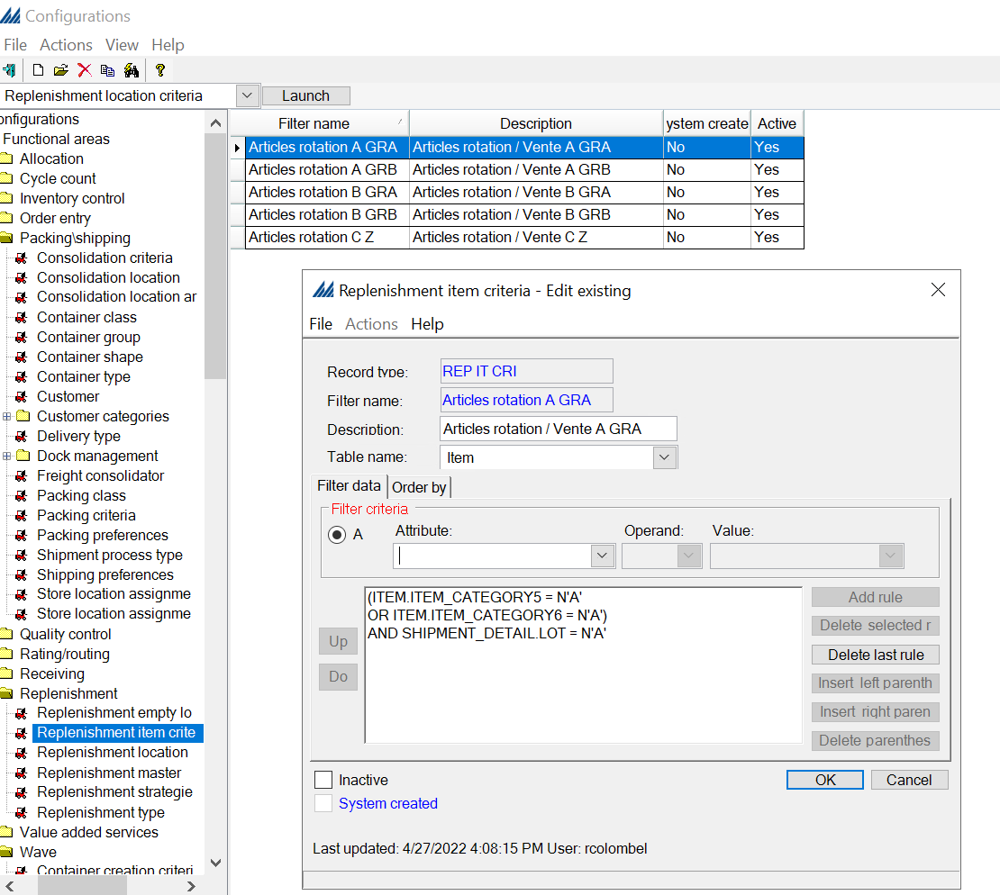 Configurations
File Actions View Help
Replenishment location criteria Launch
onfigurations
Functional areas
Allocation
Cycle count
Inventory control
Order entry
Packing\shipping
Consolidation criteria
Consolidation location
Consolidation location ar
Container class
Container group
Container shape
Container type
Customer
Customer categories
Delivery type
Dock management
Freight consolidator
Packing class
Packing criteria
Packing preferences
Shipment process type
Shipping preferences
Store location assignme
Store location assignme
Quality control
Rating/routing
Receiving
Replenishment
Replenishment empty lo
Replenishment item crite
Replenishment location
Replenishment master
Replenishment strategie
Replenishment type
Value added services
Wave
Container creation criteri
Filter name Description ystem create Active
Articles rotation A GRA Articles rotation / Vente A GRA No Yes
Articles rotation A GRB Articles rotation / Vente A GRB No Yes
Articles rotation B GRA Articles rotation / Vente B GRA No Yes
Articles rotation B GRB Articles rotation / Vente B GRB No Yes
Articles rotation C Z Articles rotation / Vente C Z No Yes
Replenishment item criteria - Edit existing
File Actions Help
Record type: REP IT CRI
Filter name: Articles rotation A GRA
Description: Articles rotation / Vente A GRA
Table name: Item
Filter data Order by
Filter criteria
A Attribute: Operand: Value:
(ITEM.ITEM_CATEGORY5 = N'A'
OR ITEM.ITEM_CATEGORY6 = N'A')
AND SHIPMENT_DETAIL.LOT = N'A'
Up
Do
Add rule
Delete selected r
Delete last rule
Insert left parenth
Insert right paren
Delete parenthes
Inactive
System created
OK Cancel
Last updated: 4/27/2022 4:08:15 PM User: rcolombel